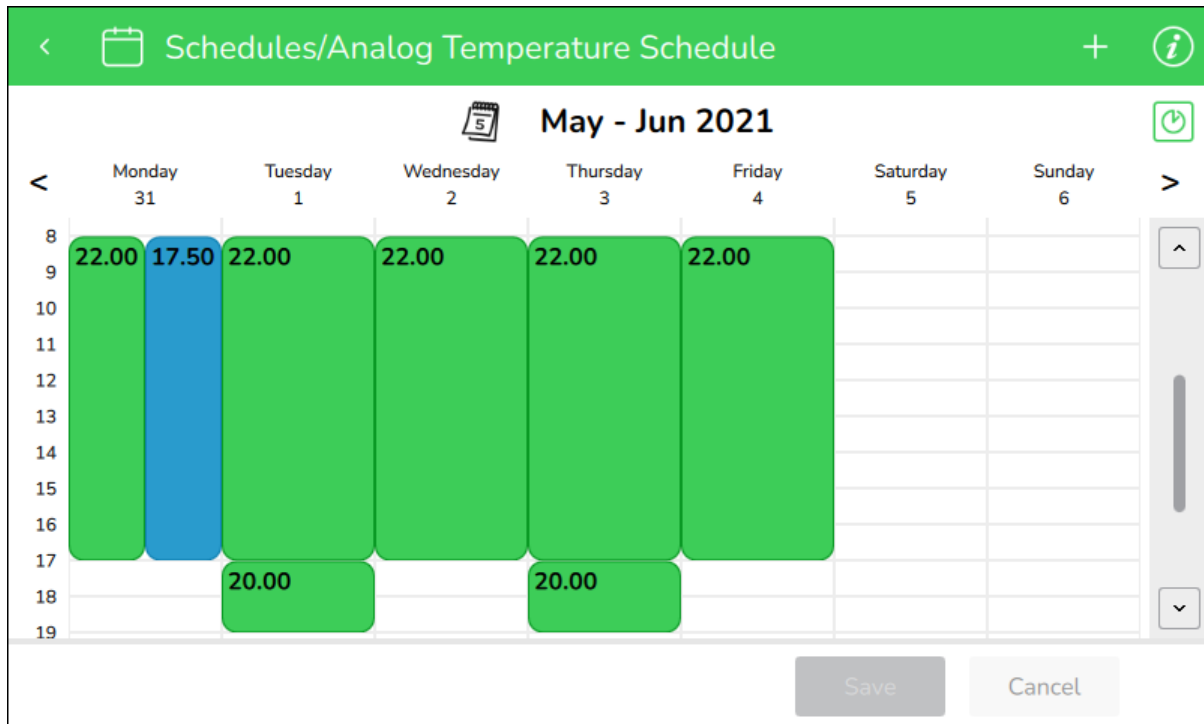 Schedules/Analog Temperature Schedule
5 May - Jun 2021
< Monday Tuesday Wednesday Thursday Friday Saturday Sunday >
31 1 2 3 4 5 6
8
22.00 17.50 22.00 22.00 22.00 22.00
9
10
11
12
13
14
15
16
17
20.00 20.00
18
19
Save Cancel